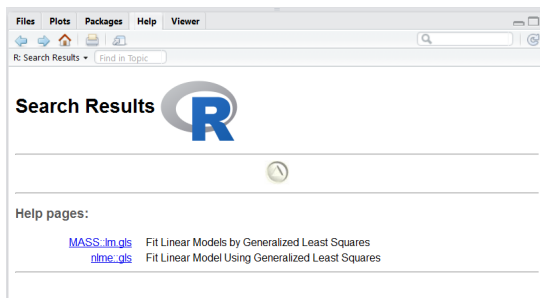 Files Plots Packages Help Viewer
R: Search Results Find in Topic
Search Results R
Help pages:
MASS::lm.gls Fit Linear Models by Generalized Least Squares
nlme::gls Fit Linear Model Using Generalized Least Squares